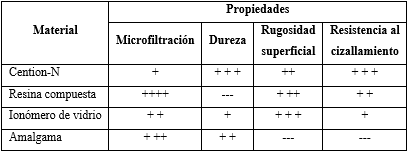 Material
Propiedades
Microfiltración Dureza Rugosidad superficial Resistencia al cizallamiento
Cention-N + + + + ++ + + +
Resina compuesta ++++ --- + ++ + +
Ionómero de vidrio + + + + + + +
Amalgama + ++ + + --- ---